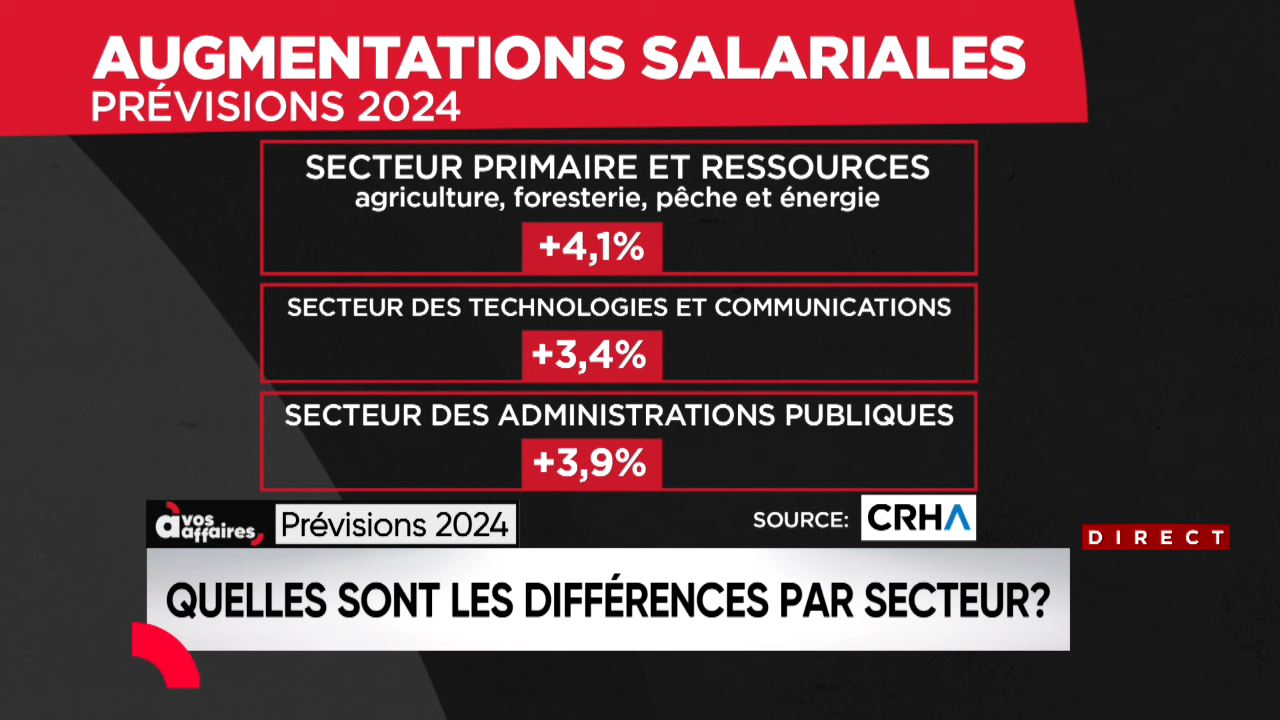 AUGMENTATIONS SALARIALES
PRÉVISIONS 2024
SECTEUR PRIMAIRE ET RESSOURCES
agriculture, foresterie, pêche et énergie
+4,1%
SECTEUR DES TECHNOLOGIES ET COMMUNICATIONS
+3,4%
SECTEUR DES ADMINISTRATIONS PUBLIQUES
+3,9%
à vos affaires
Prévisions 2024
SOURCE: CRHA
DIRECT
QUELLES SONT LES DIFFÉRENCES PAR SECTEUR?